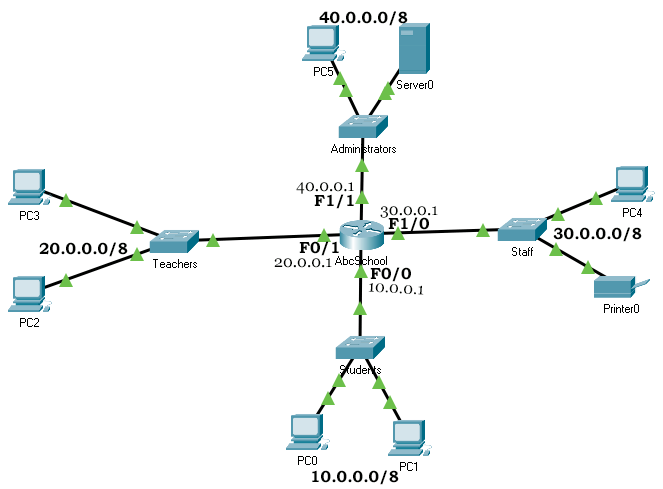 40.0.0.0/8
PC5
Server0
Administrators
40.0.0.1
F1/1
PC3
PC4
30.0.0.1
F1/0
20.0.0.0/8
Teachers
F0/1
20.0.0.1
AbcSchool
Staff
30.0.0.0/8
F0/0
10.0.0.1
PC2
Printer0
Students
PC0
PC1
10.0.0.0/8